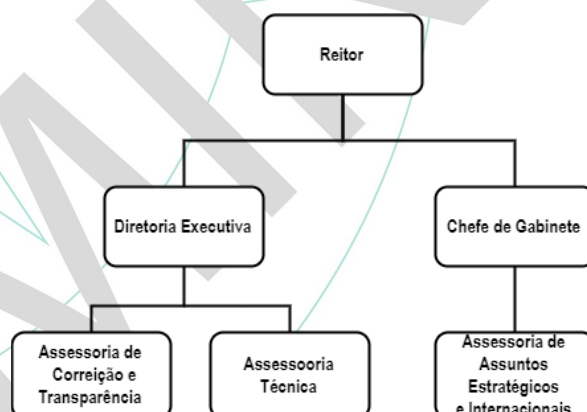 Reitor
Diretoria Executiva
Chefe de Gabinete
Assessoria de
Correição e
Transparência
Assessooria
Técnica
Assessoria de
Assuntos
Estratégicos
e Internacionais